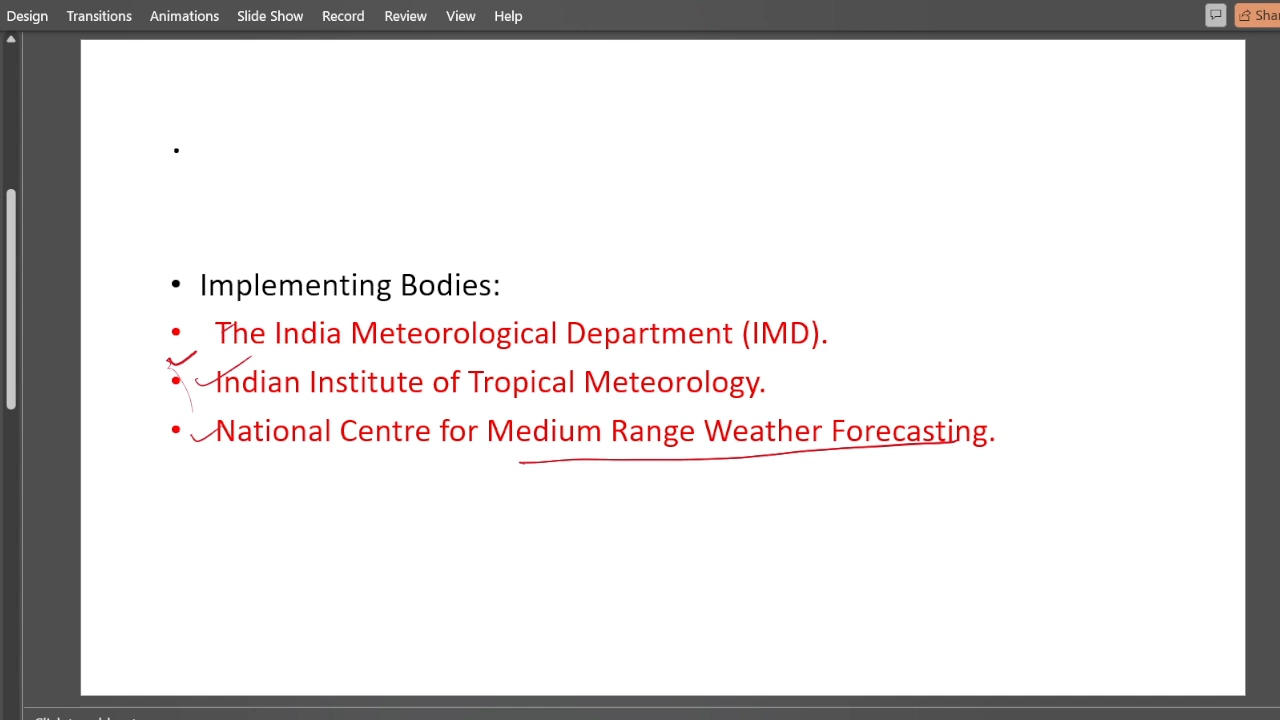 Design Transitions Animations Slide Show Record Review View Help
.
• Implementing Bodies:
• The India Meteorological Department (IMD).
• Indian Institute of Tropical Meteorology.
• National Centre for Medium Range Weather Forecasting.